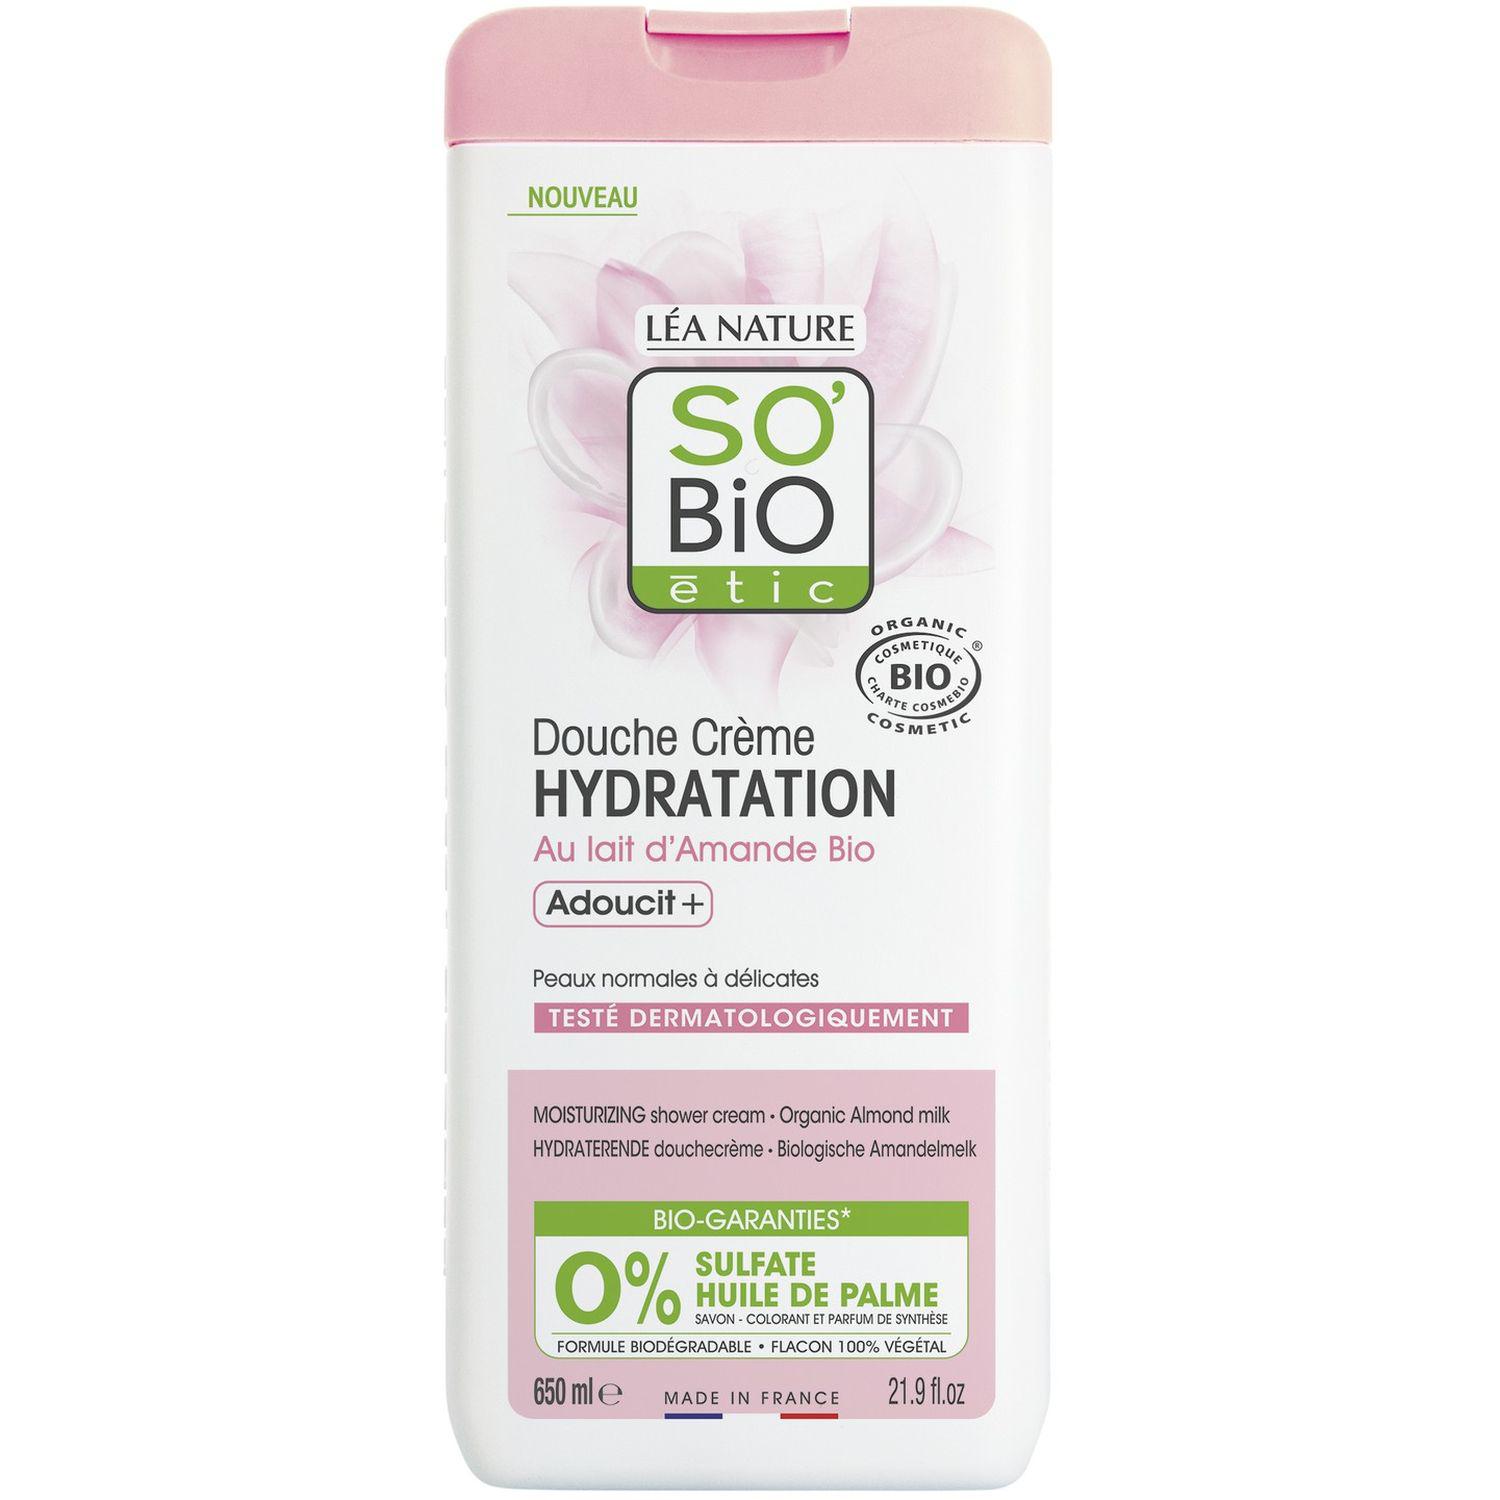 NOUVEAU
LÉA NATURE
SO'
BiO
ētic
ORGANIC
COSMETIQUE ®
BIO
CHARTE COSMEBIO
COSMETIC
Douche Crème
HYDRATATION
Au lait d'Amande Bio
Adoucit +
Peaux normales à délicates
TESTÉ DERMATOLOGIQUEMENT
MOISTURIZING shower cream • Organic Almond milk
HYDRATERENDE douchecrème • Biologische Amandelmelk
BIO-GARANTIES*
0% SULFATE
HUILE DE PALME
SAVON - COLORANT ET PARFUM DE SYNTHÈSE
FORMULE BIODÉGRADABLE • FLACON 100% VÉGÉTAL
650 ml ℮ MADE IN FRANCE 21.9 fl.oz